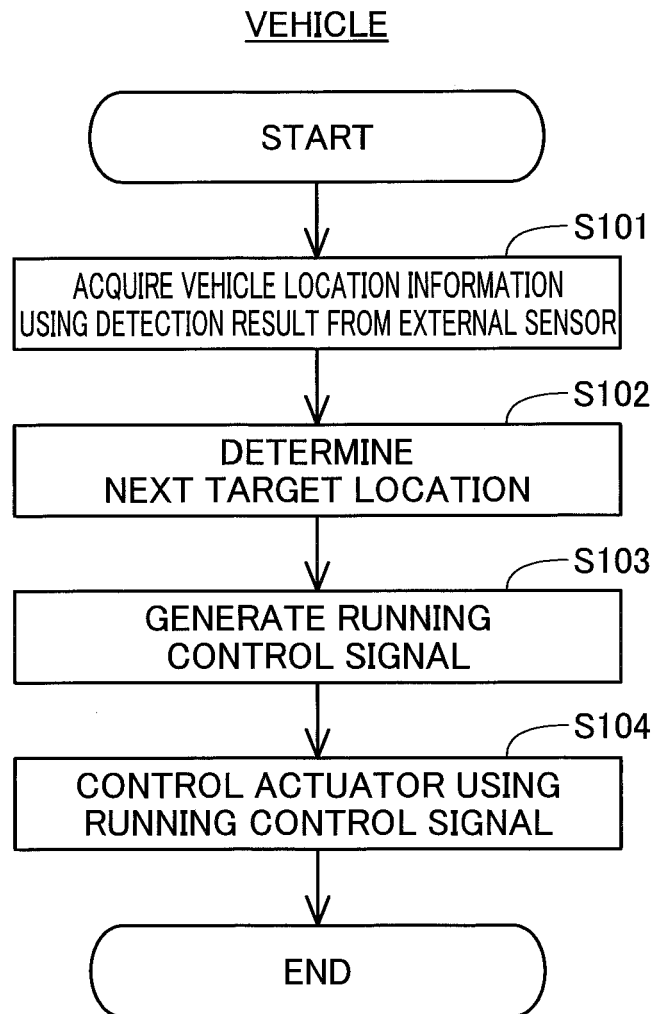 VEHICLE
START
S101
ACQUIRE VEHICLE LOCATION INFORMATION
USING DETECTION RESULT FROM EXTERNAL SENSOR
S102
DETERMINE
NEXT TARGET LOCATION
S103
GENERATE RUNNING
CONTROL SIGNAL
S104
CONTROL ACTUATOR USING
RUNNING CONTROL SIGNAL
END